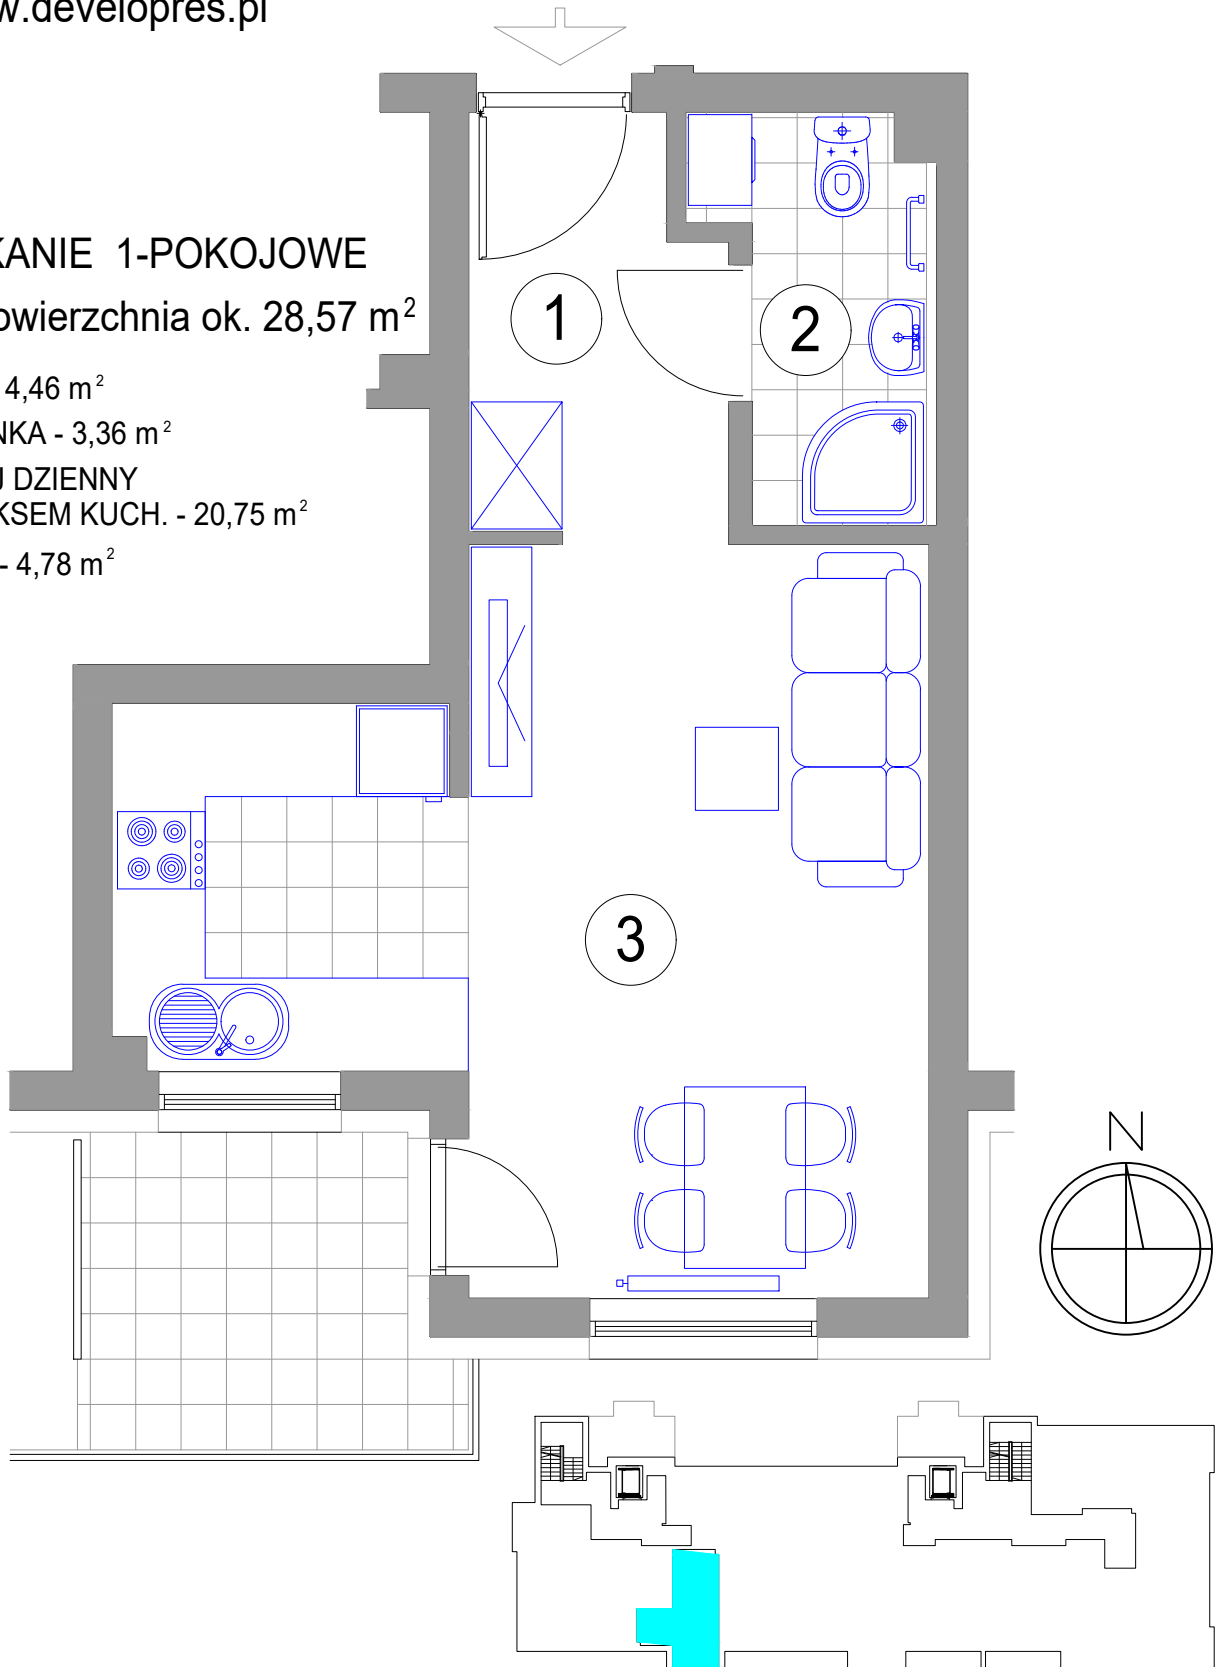 w.developres.pl
KANIE 1-POKOJOWE
owierzchnia ok. 28,57 m²
4,46 m²
NKA - 3,36 m²
J DZIENNY
KSEM KUCH. - 20,75 m²
- 4,78 m²
1
2
3
N